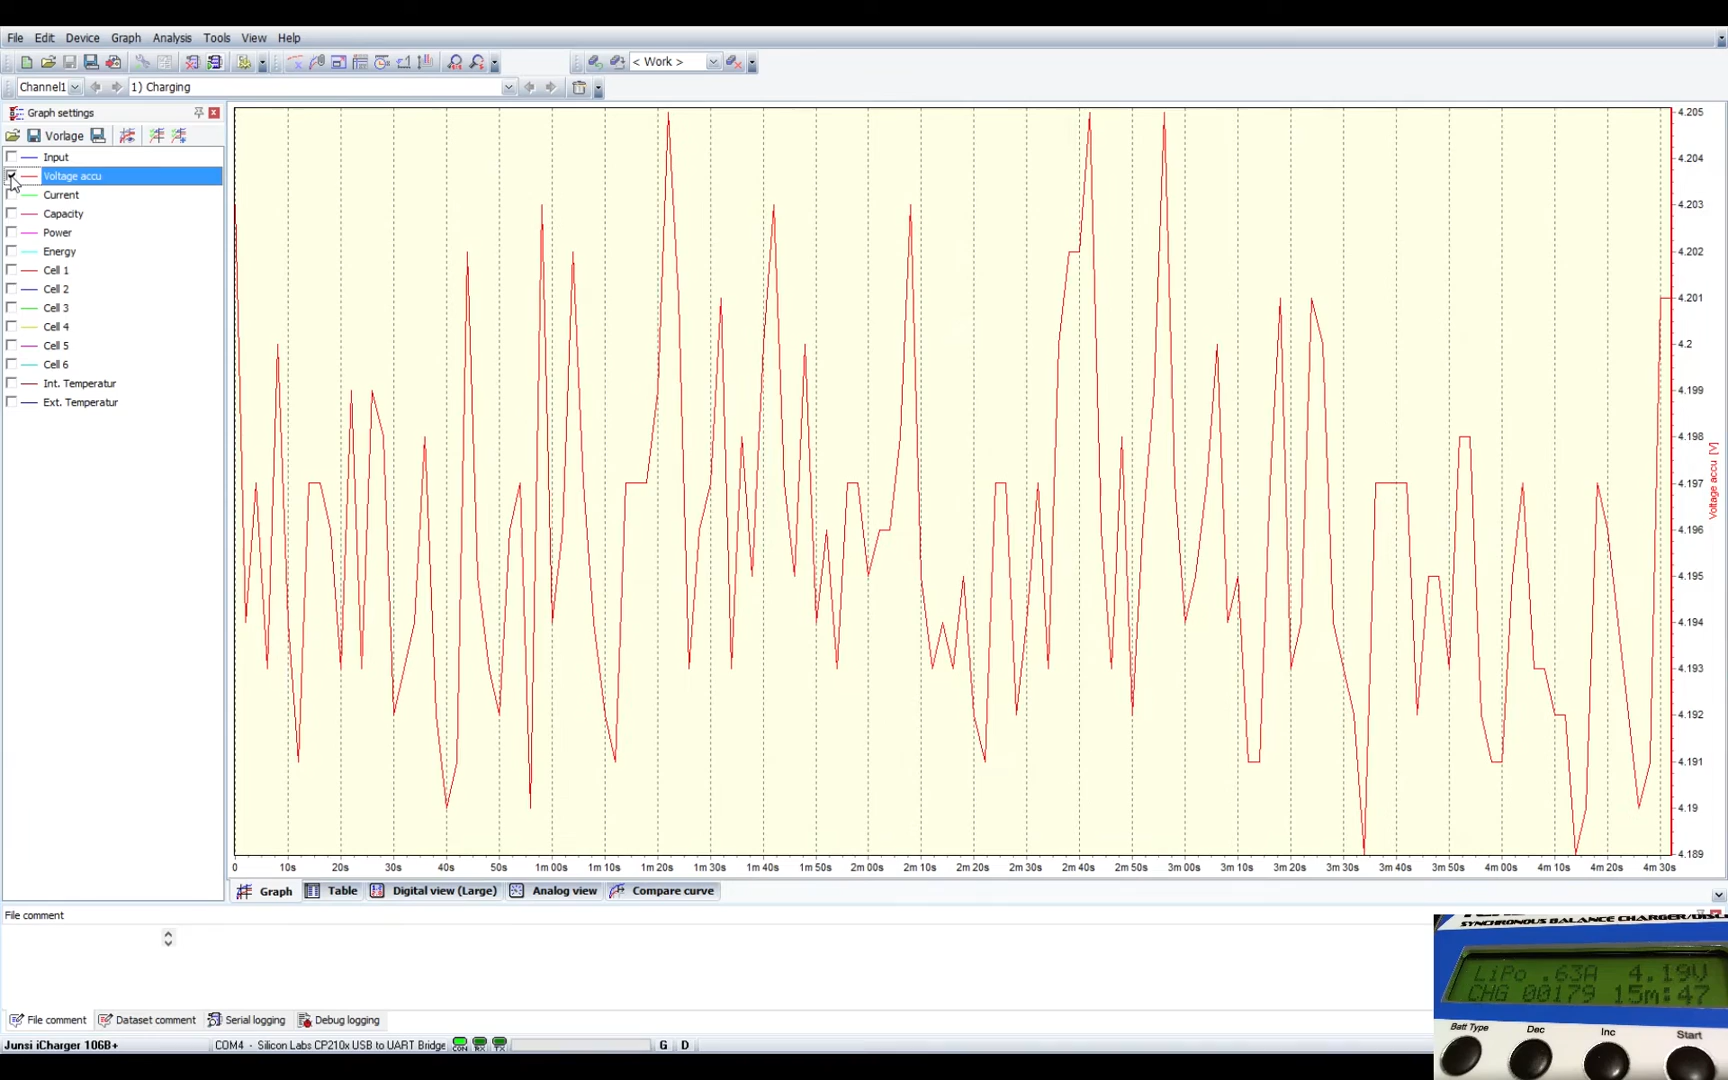 File Edit Device Graph Analysis Tools View Help
< Work >
Channel1 1) Charging
Graph settings
Vorlage
Input
Voltage accu
Current
Capacity
Power
Energy
Cell 1
Cell 2
Cell 3
Cell 4
Cell 5
Cell 6
Int. Temperatur
Ext. Temperatur
4.205
4.204
4.203
4.202
4.201
4.2
4.199
4.198
4.197
4.196
4.195
4.194
4.193
4.192
4.191
4.19
4.189
Voltage accu [V]
0 10s 20s 30s 40s 50s 1m 00s 1m 10s 1m 20s 1m 30s 1m 40s 1m 50s 2m 00s 2m 10s 2m 20s 2m 30s 2m 40s 2m 50s 3m 00s 3m 10s 3m 20s 3m 30s 3m 40s 3m 50s 4m 00s 4m 10s 4m 20s 4m 30s
Graph Table Digital view (Large) Analog view Compare curve
File comment
SYNCHRONOUS BALANCE CHARGER/DISC
LiPo .63A 4.19V
CHG 00179 15m:47
Batt Type Dec Inc Start
File comment Dataset comment Serial logging Debug logging
Junsi iCharger 106B+ COM4 - Silicon Labs CP210x USB to UART Bridge CON RX TX G D